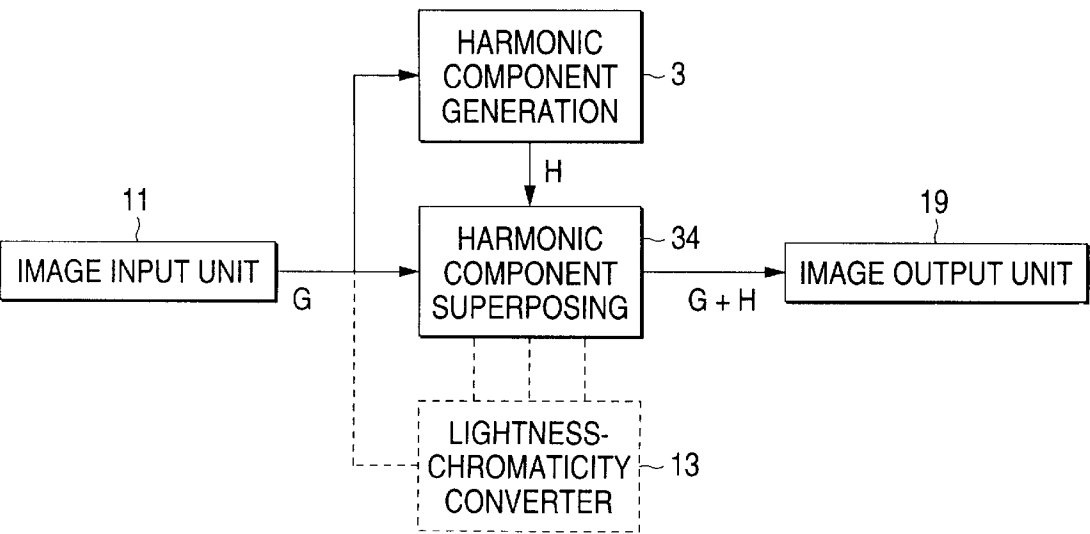 HARMONIC
COMPONENT
GENERATION
3
H
11
IMAGE INPUT UNIT
G
HARMONIC
COMPONENT
SUPERPOSING
34
G + H
19
IMAGE OUTPUT UNIT
LIGHTNESS-
CHROMATICITY
CONVERTER
13